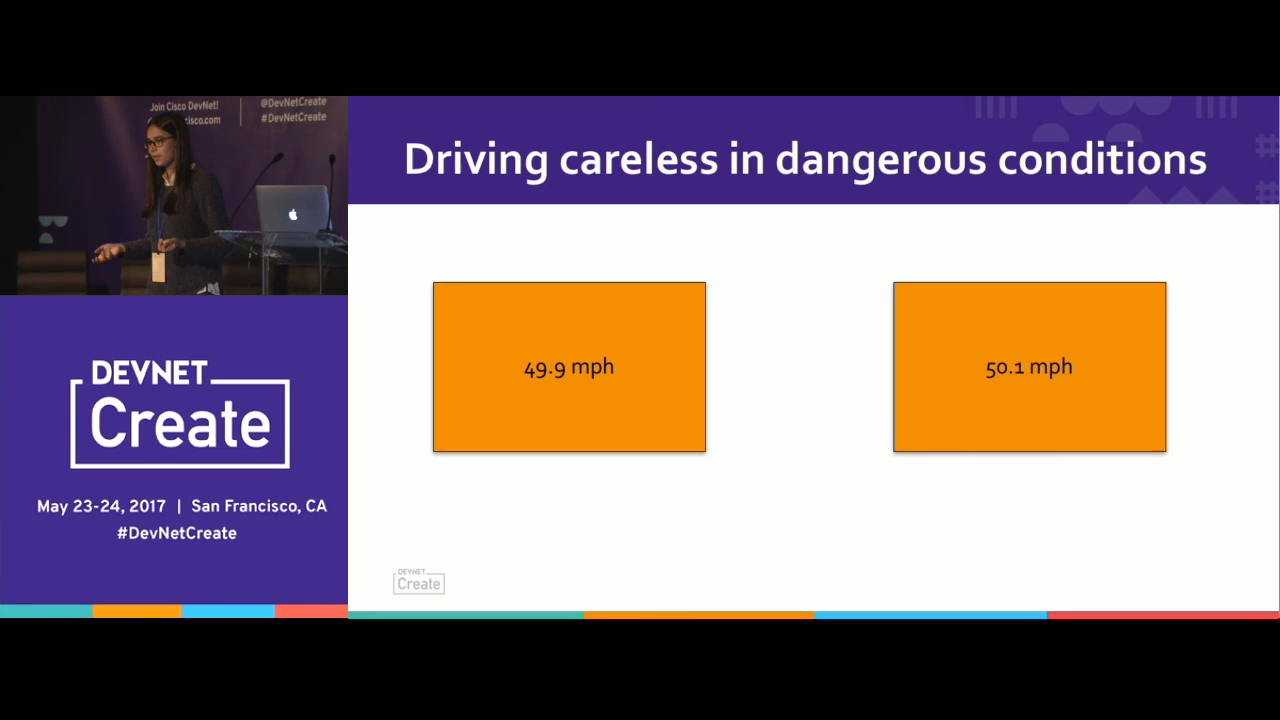 Join Cisco DevNet!
@DevNetCreate
#DevNetCreate
Driving careless in dangerous conditions
49.9 mph
50.1 mph
DEVNET
Create
May 23-24, 2017 | San Francisco, CA
#DevNetCreate
DEVNET
Create